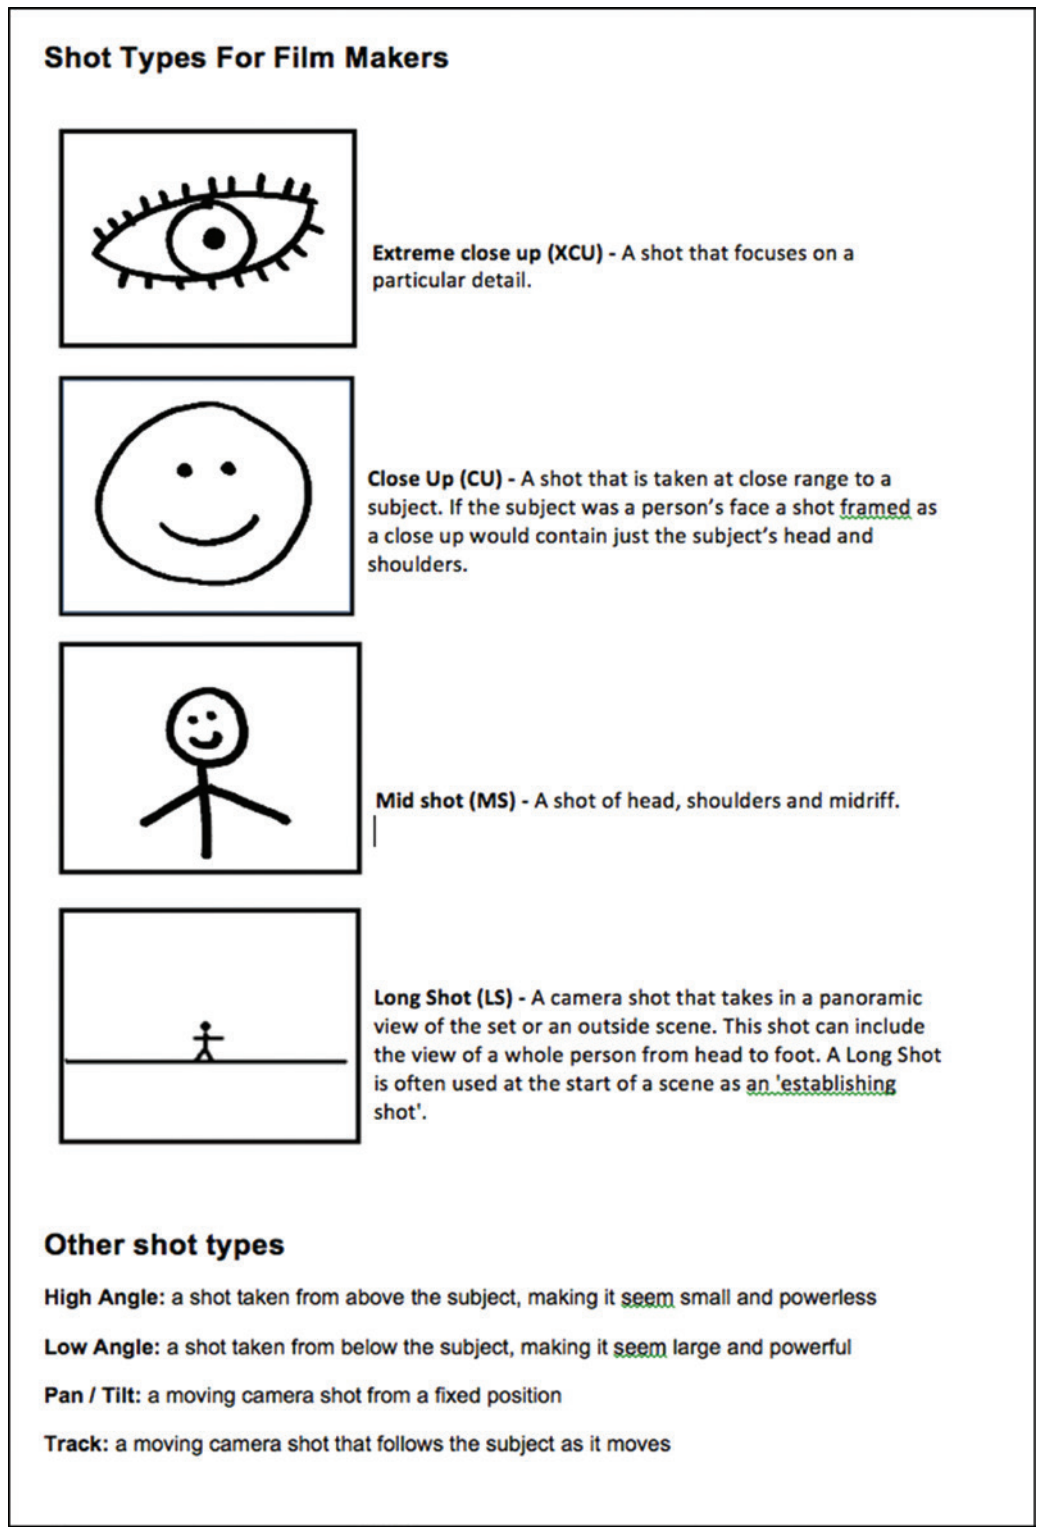 Shot Types For Film Makers
Extreme close up (XCU) - A shot that focuses on a
particular detail.
Close Up (CU) - A shot that is taken at close range to a
subject. If the subject was a person’s face a shot framed as
a close up would contain just the subject’s head and
shoulders.
Mid shot (MS) - A shot of head, shoulders and midriff.
Long Shot (LS) - A camera shot that takes in a panoramic
view of the set or an outside scene. This shot can include
the view of a whole person from head to foot. A Long Shot
is often used at the start of a scene as an 'establishing
shot'.
Other shot types
High Angle: a shot taken from above the subject, making it seem small and powerless
Low Angle: a shot taken from below the subject, making it seem large and powerful
Pan / Tilt: a moving camera shot from a fixed position
Track: a moving camera shot that follows the subject as it moves